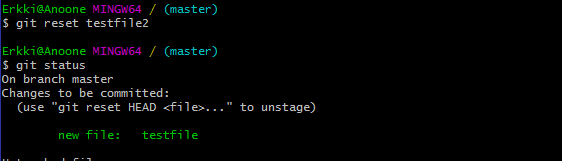 Erkki@Anoone MINGW64 / (master)
$ git reset testfile2
Erkki@Anoone MINGW64 / (master)
$ git status
On branch master
Changes to be committed:
(use "git reset HEAD <file>..." to unstage)
new file: testfile